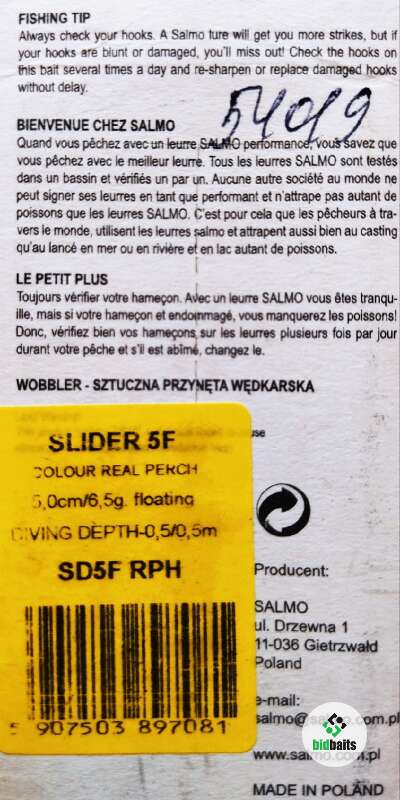 FISHING TIP
Always check your hooks. A Salmo ture will get you more strikes, but if
your hooks are blunt or damaged, you'll miss out! Check the hooks on
this bait several times a day and re-sharpen or replace damaged hooks
without delay.
54019
BIENVENUE CHEZ SALMO
Quand vous pêchez avec un leurre SALMO performance, vous savez que
vous pêchez avec le meilleur leurre. Tous les leurres SALMO sont testés
dans un bassin et vérifiés un par un. Aucune autre société au monde ne
peut signer ses leurres en tant que performant et n'attrape pas autant de
poissons que les leurres SALMO. C'est pour cela que les pêcheurs à tra-
vers le monde, utilisent les leurres salmo et attrapent aussi bien au casting
qu'au lancé en mer ou en rivière et en lac autant de poissons.
LE PETIT PLUS
Toujours vérifier votre hameçon. Avec un leurre SALMO vous êtes tranqu-
ille, mais si votre hameçon et endommagé, vous manquerez les poissons!
Donc, vérifiez bien vos hameçons sur les leurres plusieurs fois par jour
durant votre pêche et s'il est abîmé, changez le.
WOBBLER - SZTUCZNA PRZYNĘTA WĘDKARSKA
use
SLIDER 5F
COLOUR REAL PERCH
5,0cm/6,5g. floating
DIVING DEPTH-0,5/0,5m
SD5F RPH
5 907503 897081
Producent:
SALMO
ul. Drzewna 1
11-036 Gietrzwałd
Poland
e-mail:
salmo@salmo.com.pl
www.salmo.com.pl
bidbaits
MADE IN POLAND